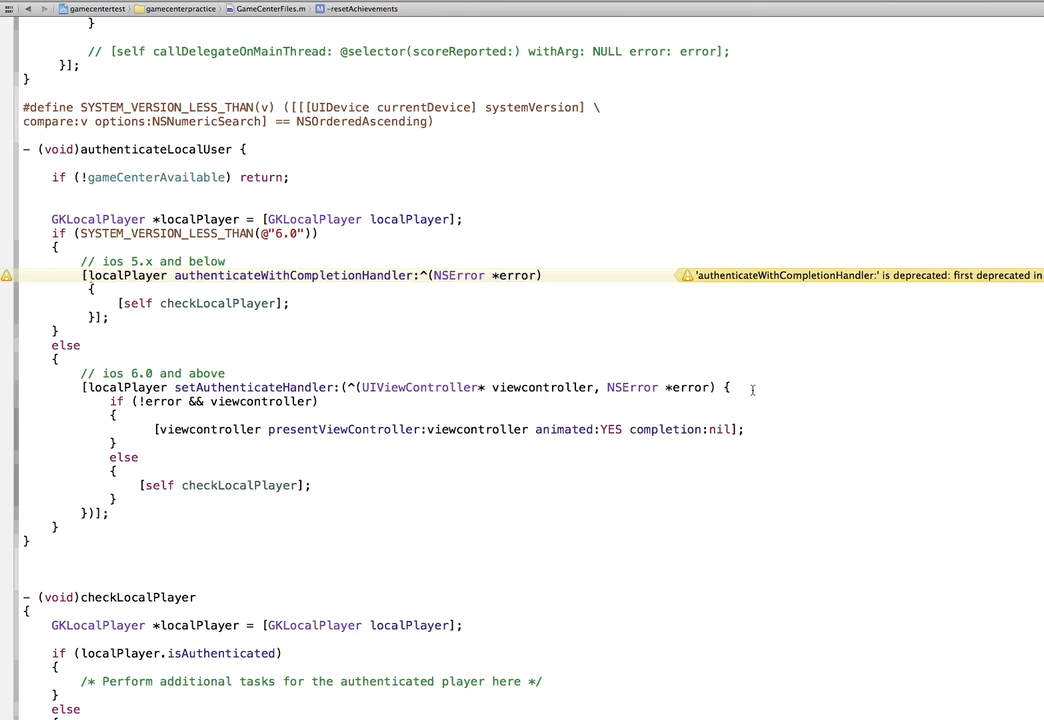 gamecentertest gamecenterpractice GameCenterFiles.m M -resetAchievements
}
// [self callDelegateOnMainThread: @selector(scoreReported:) withArg: NULL error: error];
}];
}
#define SYSTEM_VERSION_LESS_THAN(v) ([[[UIDevice currentDevice] systemVersion] \
compare:v options:NSNumericSearch] == NSOrderedAscending)
- (void)authenticateLocalUser {
if (!gameCenterAvailable) return;
GKLocalPlayer *localPlayer = [GKLocalPlayer localPlayer];
if (SYSTEM_VERSION_LESS_THAN(@"6.0"))
{
// ios 5.x and below
[localPlayer authenticateWithCompletionHandler:^(NSError *error) 'authenticateWithCompletionHandler:' is deprecated: first deprecated in
{
[self checkLocalPlayer];
}];
}
else
{
// ios 6.0 and above
[localPlayer setAuthenticateHandler:(^(UIViewController* viewcontroller, NSError *error) {
if (!error && viewcontroller)
{
[viewcontroller presentViewController:viewcontroller animated:YES completion:nil];
}
else
{
[self checkLocalPlayer];
}
})];
}
}
- (void)checkLocalPlayer
{
GKLocalPlayer *localPlayer = [GKLocalPlayer localPlayer];
if (localPlayer.isAuthenticated)
{
/* Perform additional tasks for the authenticated player here */
}
else
{